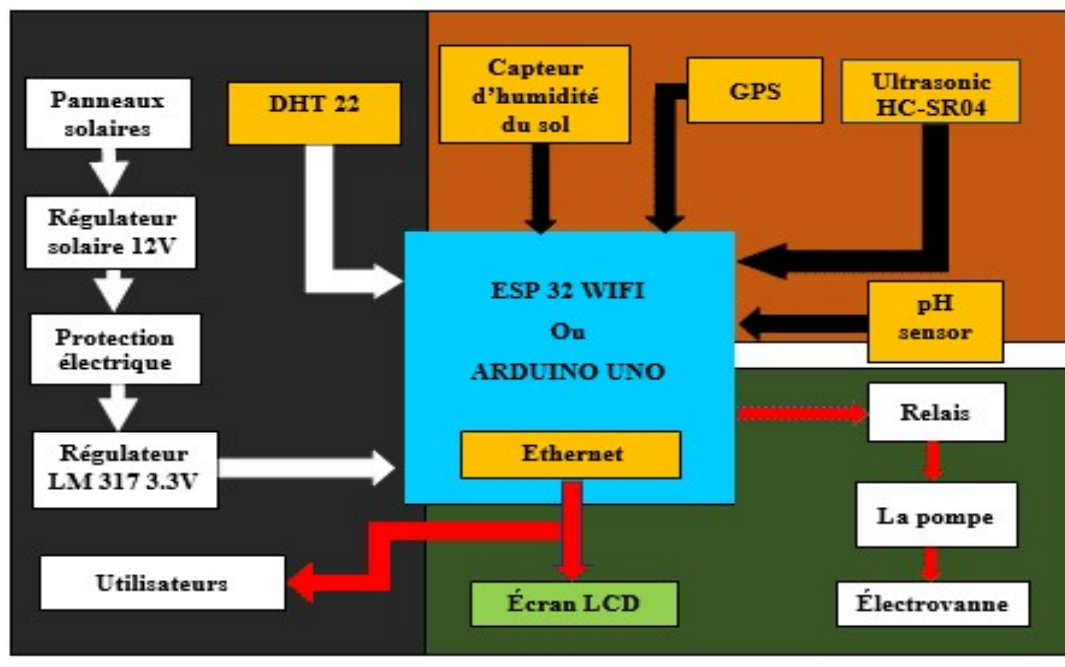 Panneaux
solaires
DHT 22
Capteur
d’humidité
du sol
GPS
Ultrasonic
HC-SR04
Régulateur
solaire 12V
ESP 32 WIFI
Ou
ARDUINO UNO
pH
sensor
Protection
électrique
Relais
Régulateur
LM 317 3.3V
Ethernet
La pompe
Utilisateurs
Écran LCD
Électrovanne